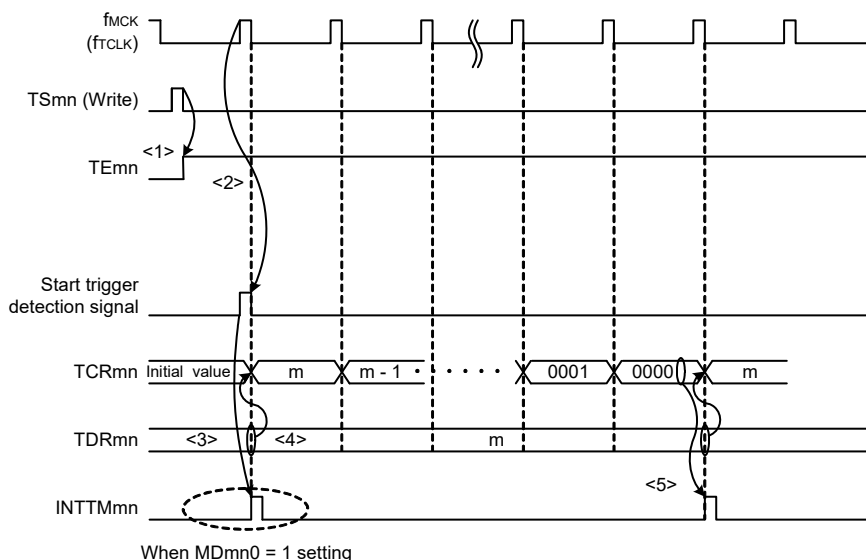 fMCK
(fTCLK)
TSmn (Write)
<1>
TEmn
<2>
Start trigger
detection signal
TCRmn Initial value m m - 1 · · · · · · 0001 0000 m
TDRmn <3> <4> m
<5>
INTTMmn
When MDmn0 = 1 setting